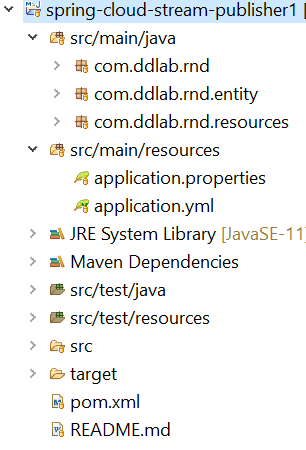 spring-cloud-stream-publisher1 [
src/main/java
com.ddlab.rnd
com.ddlab.rnd.entity
com.ddlab.rnd.resources
src/main/resources
application.properties
application.yml
JRE System Library [JavaSE-11]
Maven Dependencies
src/test/java
src/test/resources
src
target
pom.xml
README.md